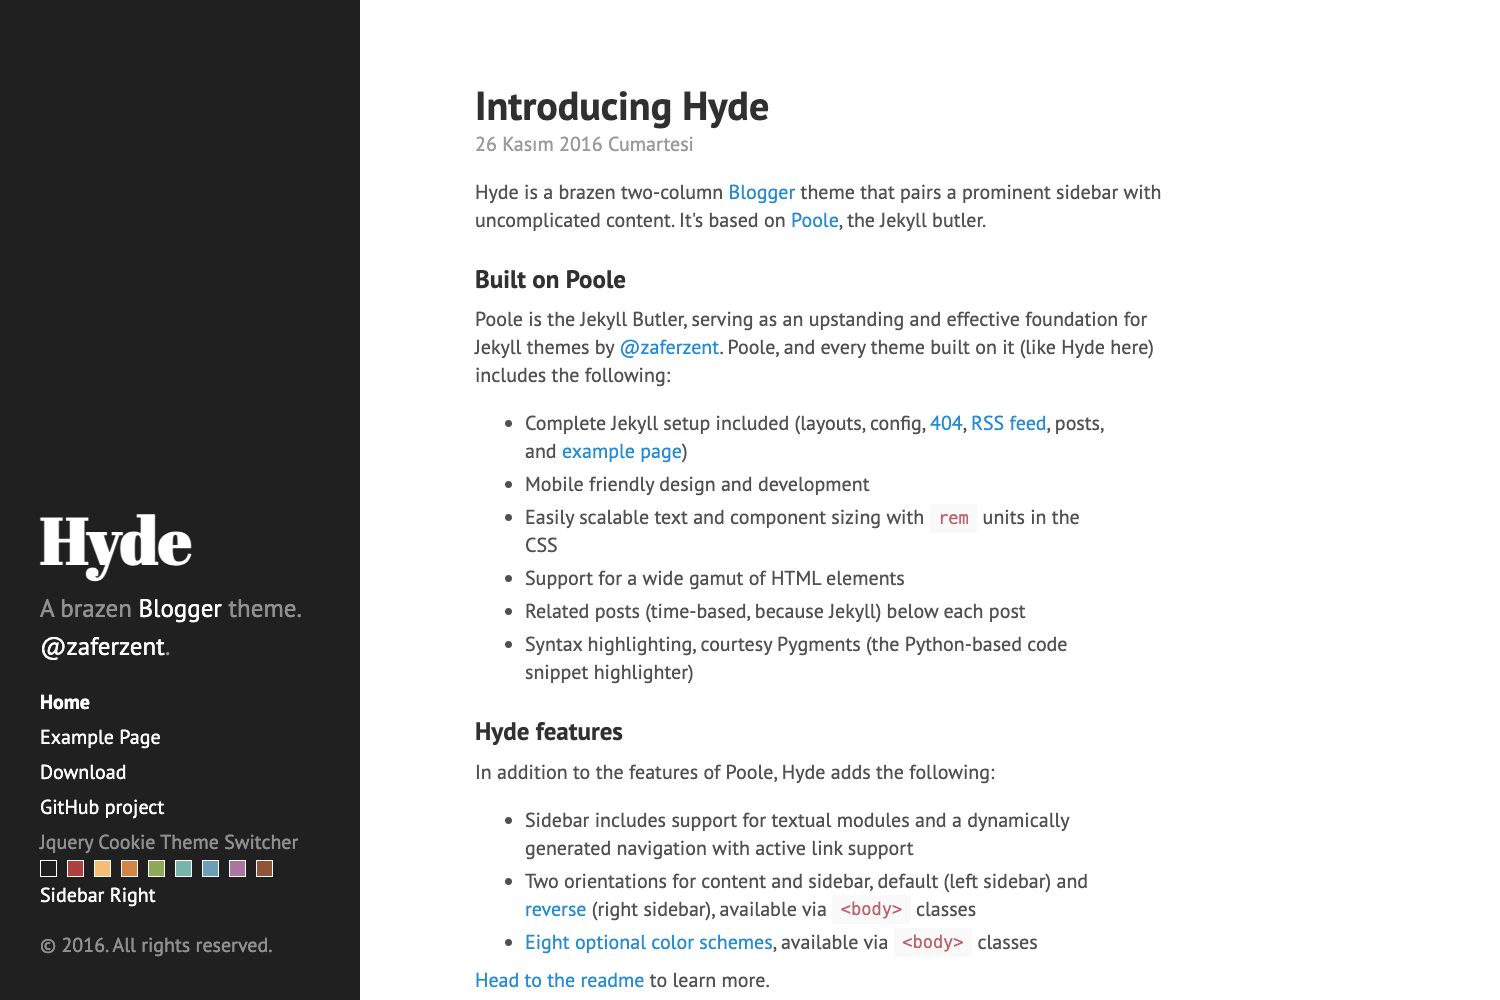 Hyde
A brazen Blogger theme.
@zaferzent.
Home
Example Page
Download
GitHub project
Jquery Cookie Theme Switcher
Sidebar Right
© 2016. All rights reserved.
Introducing Hyde
26 Kasım 2016 Cumartesi
Hyde is a brazen two-column Blogger theme that pairs a prominent sidebar with
uncomplicated content. It's based on Poole, the Jekyll butler.
Built on Poole
Poole is the Jekyll Butler, serving as an upstanding and effective foundation for
Jekyll themes by @zaferzent. Poole, and every theme built on it (like Hyde here)
includes the following:
• Complete Jekyll setup included (layouts, config, 404, RSS feed, posts,
and example page)
• Mobile friendly design and development
• Easily scalable text and component sizing with rem units in the
CSS
• Support for a wide gamut of HTML elements
• Related posts (time-based, because Jekyll) below each post
• Syntax highlighting, courtesy Pygments (the Python-based code
snippet highlighter)
Hyde features
In addition to the features of Poole, Hyde adds the following:
• Sidebar includes support for textual modules and a dynamically
generated navigation with active link support
• Two orientations for content and sidebar, default (left sidebar) and
reverse (right sidebar), available via <body> classes
• Eight optional color schemes, available via <body> classes
Head to the readme to learn more.